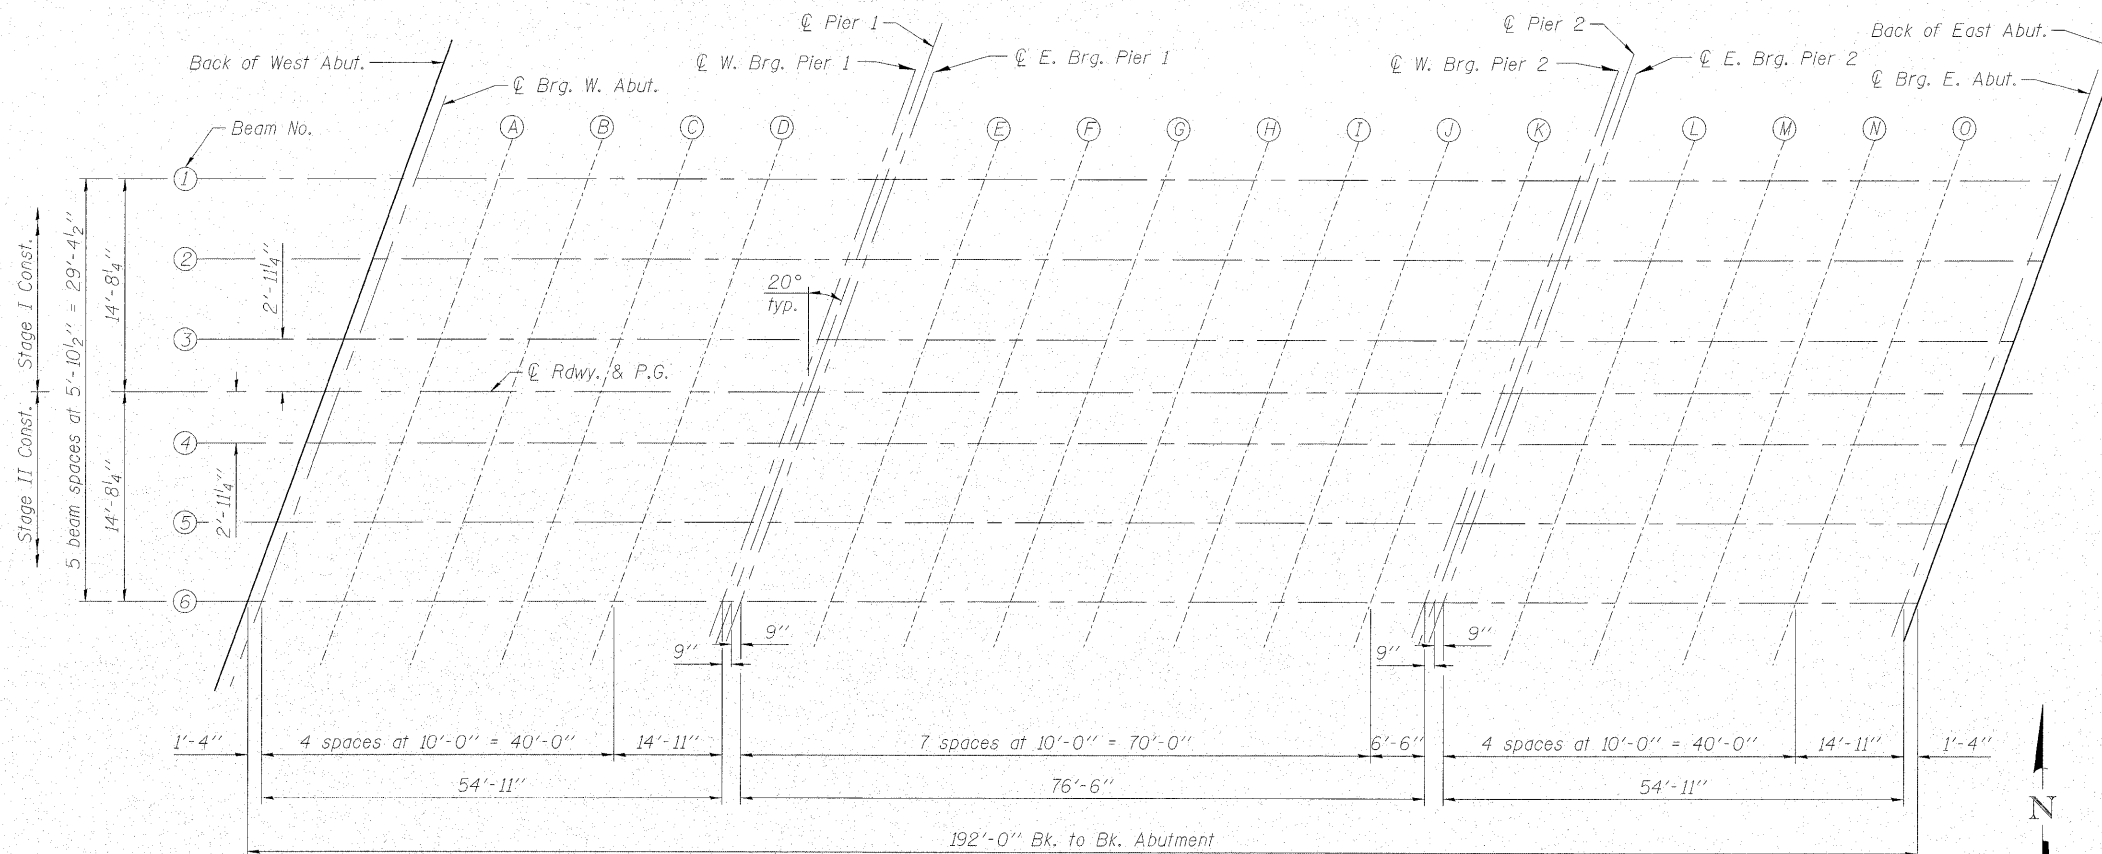 ℄ Pier 1
℄ Pier 2
Back of East Abut.
Back of West Abut.
℄ W. Brg. Pier 1
℄ E. Brg. Pier 1
℄ W. Brg. Pier 2
℄ E. Brg. Pier 2
℄ Brg. E. Abut.
℄ Brg. W. Abut.
Beam No.
A B C D E F G H I J K L M N O
1
2
3
4
5
6
Stage I Const.
Stage II Const.
5 beam spaces at 5'-10½" = 29'-4½"
14'-8¼"
14'-8¼"
2'-11¼"
2'-11¼"
20°
typ.
℄ Rdwy. & P.G.
9"
9"
9"
9"
1'-4"
4 spaces at 10'-0" = 40'-0"
14'-11"
7 spaces at 10'-0" = 70'-0"
6'-6"
4 spaces at 10'-0" = 40'-0"
14'-11"
1'-4"
54'-11"
76'-6"
54'-11"
192'-0" Bk. to Bk. Abutment
N